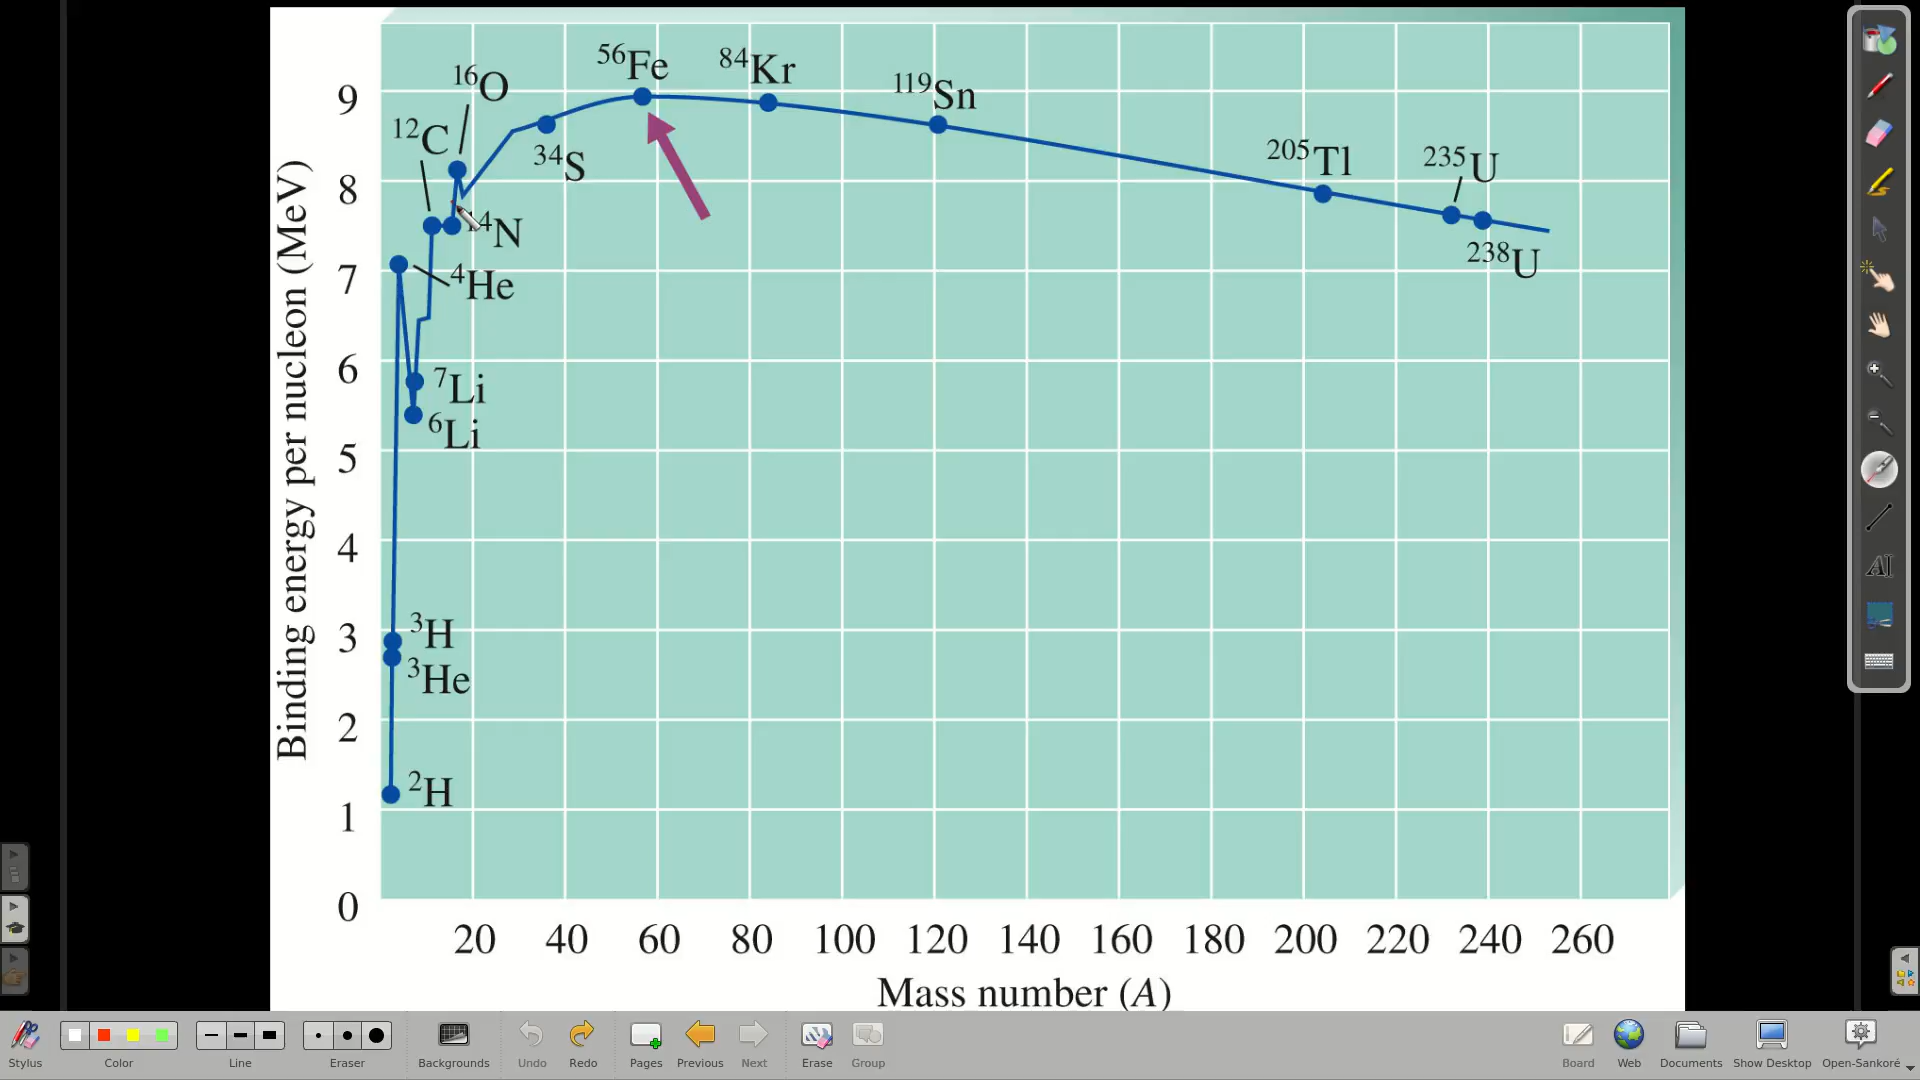 56Fe
84Kr
16O
119Sn
9
12C
34S
205Tl
235U
8
14N
238U
7
4He
6
7Li
6Li
5
4
3
3H
3He
2
2H
1
0
Binding energy per nucleon (MeV)
20 40 60 80 100 120 140 160 180 200 220 240 260
Mass number (A)
AI
Stylus Color Line Eraser Backgrounds Undo Redo Pages Previous Next Erase Group Board Web Documents Show Desktop Open-Sankoré